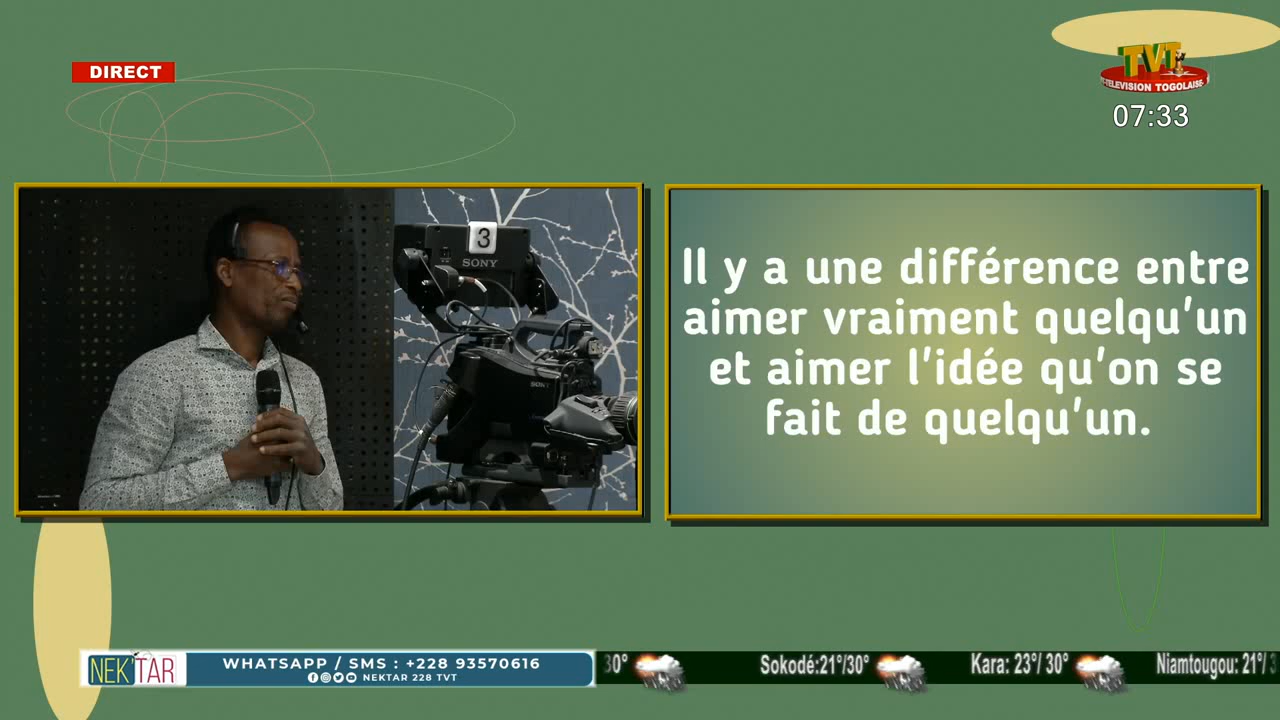 DIRECT
TVT
TELEVISION TOGOLAISE
07:33
3
SONY
SONY
Il y a une différence entre
aimer vraiment quelqu'un
et aimer l'idée qu'on se
fait de quelqu'un.
NEK'TAR
WHATSAPP / SMS : +228 93570616
NEKTAR 228 TVT
30° Sokodé:21°/30° Kara: 23°/ 30° Niamtougou: 21°/